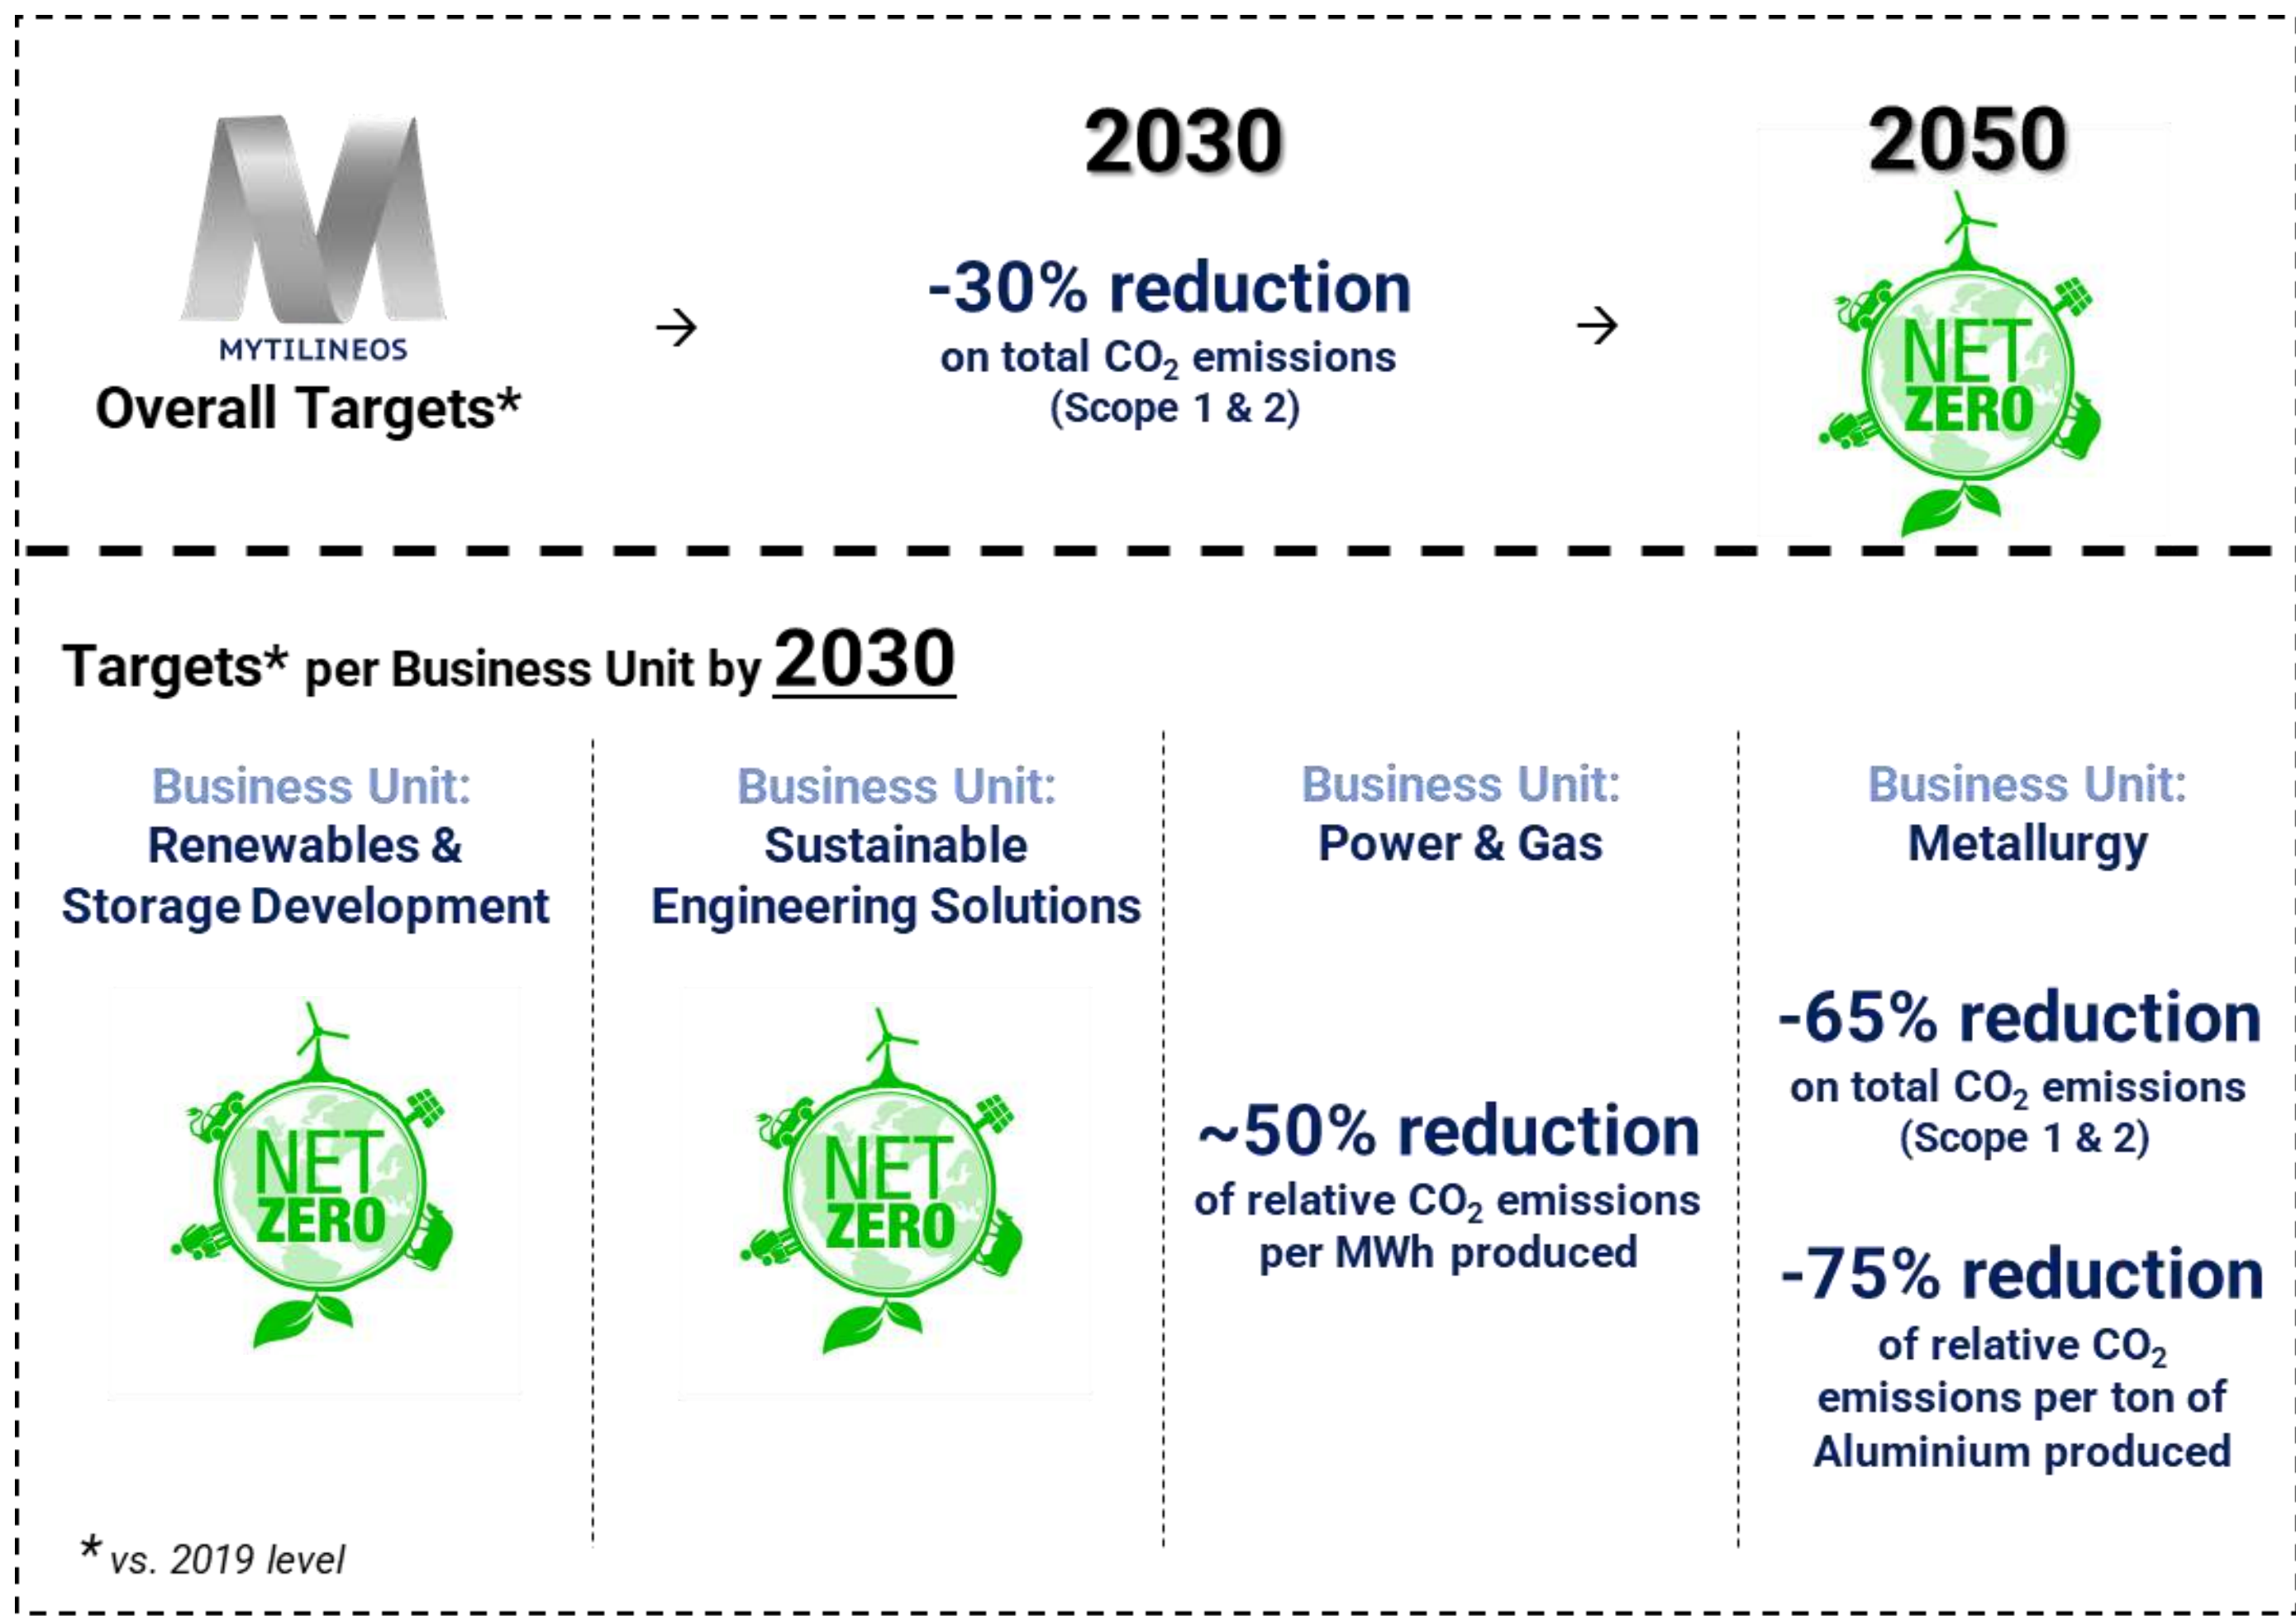 2030
2050
MYTILINEOS
Overall Targets*
→
-30% reduction
on total CO₂ emissions
(Scope 1 & 2)
→
NET
ZERO
Targets* per Business Unit by 2030
Business Unit:
Renewables &
Storage Development
NET
ZERO
Business Unit:
Sustainable
Engineering Solutions
NET
ZERO
Business Unit:
Power & Gas
~50% reduction
of relative CO₂ emissions
per MWh produced
Business Unit:
Metallurgy
-65% reduction
on total CO₂ emissions
(Scope 1 & 2)
-75% reduction
of relative CO₂
emissions per ton of
Aluminium produced
* vs. 2019 level